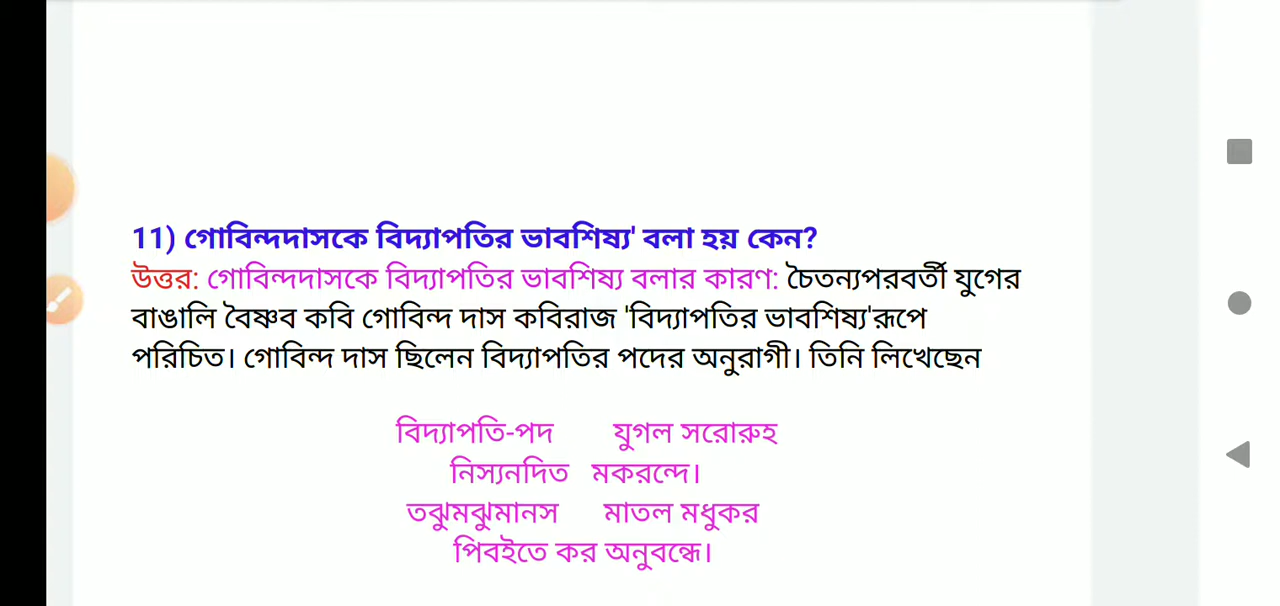 11) গোবিন্দদাসকে বিদ্যাপতির ভাবশিষ্য' বলা হয় কেন?
উত্তর: গোবিন্দদাসকে বিদ্যাপতির ভাবশিষ্য বলার কারণ: চৈতন্যপরবর্তী যুগের
বাঙালি বৈষ্ণব কবি গোবিন্দ দাস কবিরাজ 'বিদ্যাপতির ভাবশিষ্য'রূপে
পরিচিত। গোবিন্দ দাস ছিলেন বিদ্যাপতির পদের অনুরাগী। তিনি লিখেছেন
বিদ্যাপতি-পদ যুগল সরোরুহ
নিস্যনদিত মকরন্দে।
তঝুমঝুমানস মাতল মধুকর
পিবইতে কর অনুবন্ধে।